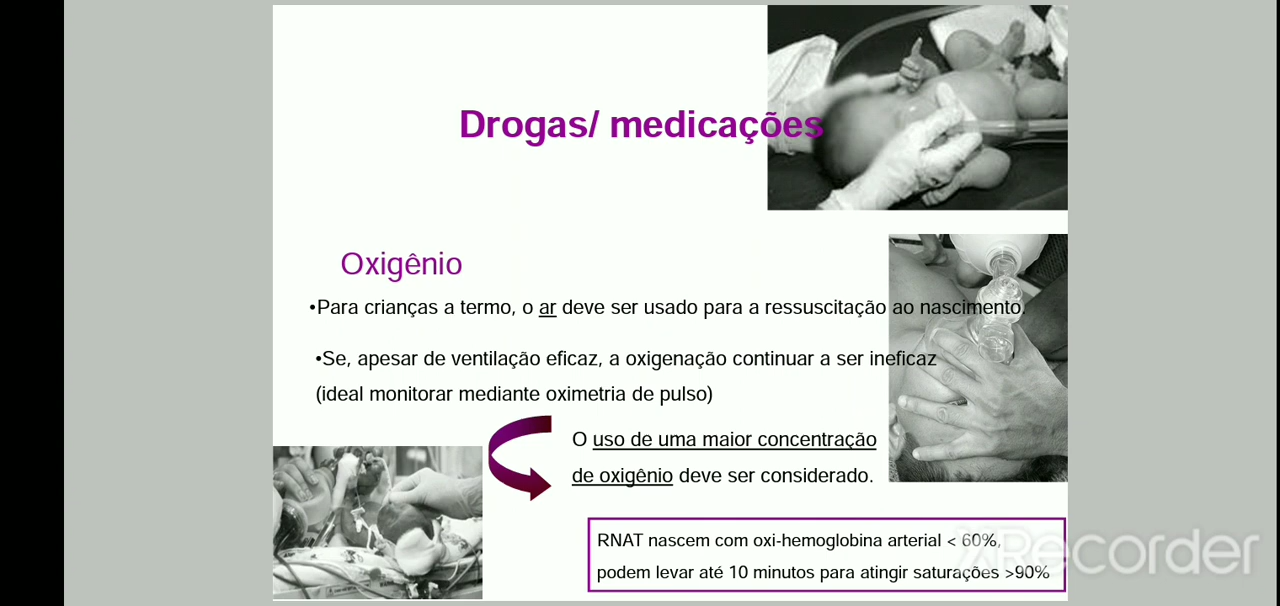 Drogas/ medicações
Oxigênio
•Para crianças a termo, o ar deve ser usado para a ressuscitação ao nascimento.
•Se, apesar de ventilação eficaz, a oxigenação continuar a ser ineficaz
(ideal monitorar mediante oximetria de pulso)
O uso de uma maior concentração
de oxigênio deve ser considerado.
RNAT nascem com oxi-hemoglobina arterial < 60%,
podem levar até 10 minutos para atingir saturações >90%
XRecorder